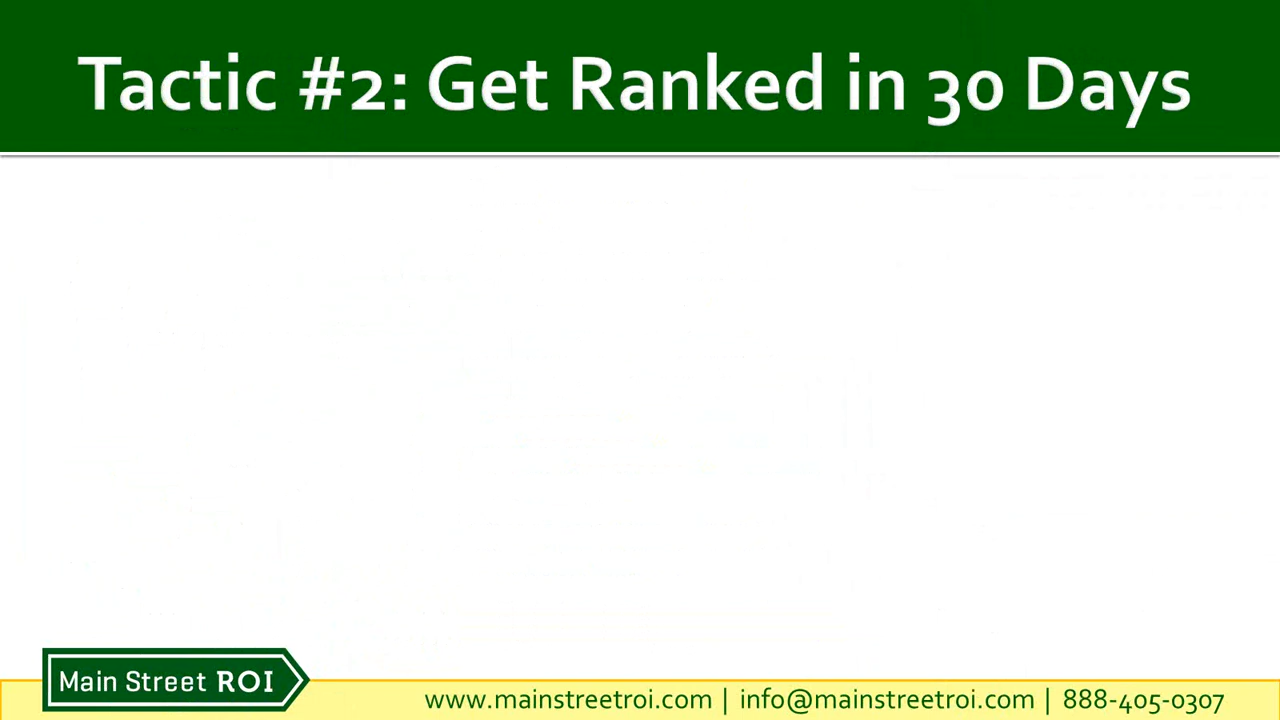 Tactic #2: Get Ranked in 30 Days
Main Street ROI
www.mainstreetroi.com | info@mainstreetroi.com | 888-405-0307